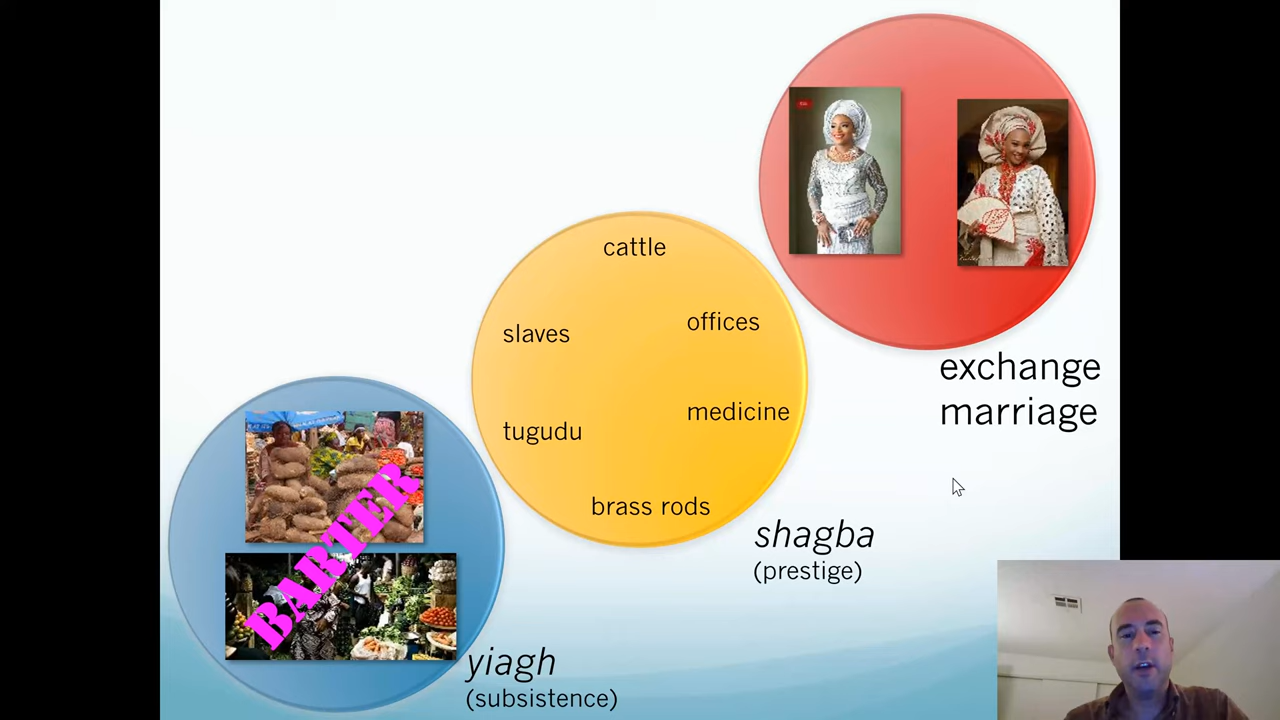 cattle
offices
slaves
exchange
marriage
medicine
tugudu
BARTER
brass rods
shagba
(prestige)
yiagh
(subsistence)